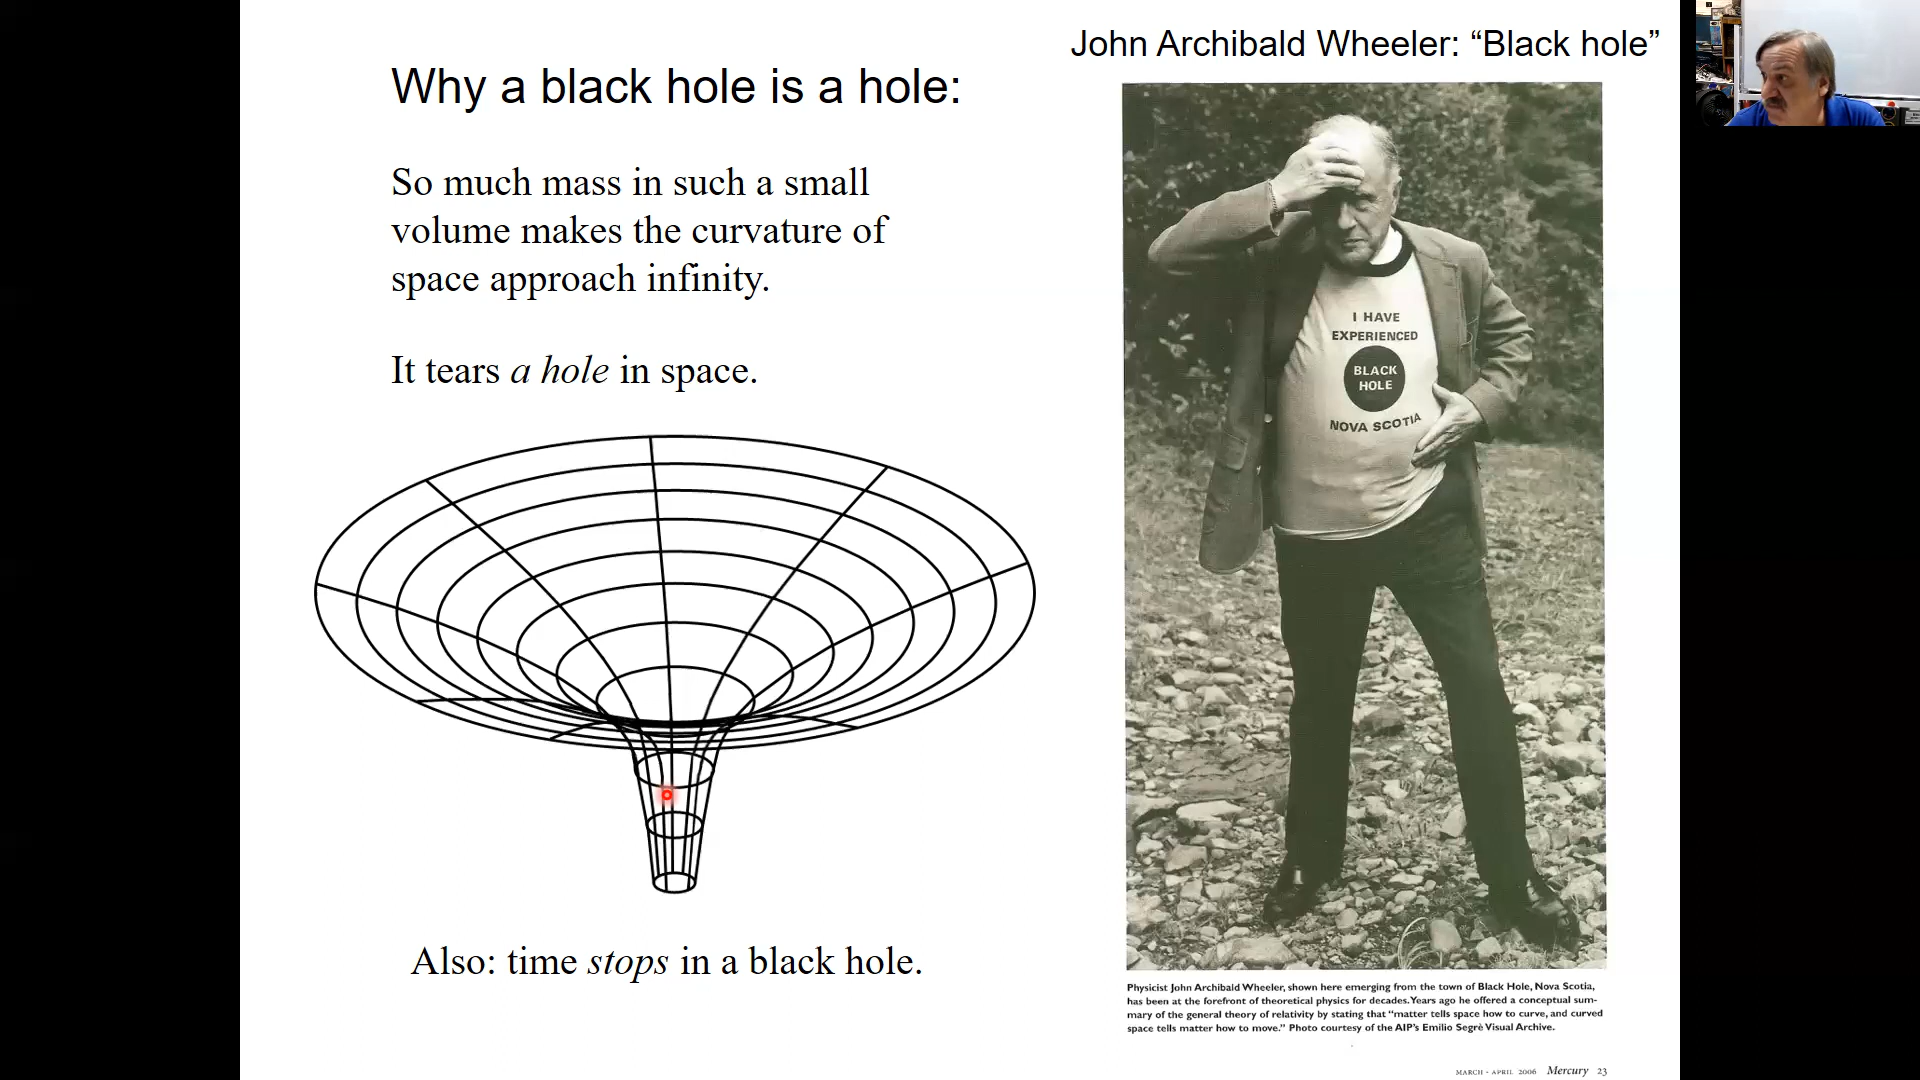 John Archibald Wheeler: “Black hole”
Why a black hole is a hole:
So much mass in such a small
volume makes the curvature of
space approach infinity.
It tears a hole in space.
I HAVE
EXPERIENCED
BLACK
HOLE
NOVA SCOTIA
Also: time stops in a black hole.
Physicist John Archibald Wheeler, shown here emerging from the town of Black Hole, Nova Scotia,
has been at the forefront of theoretical physics for decades. Years ago he offered a conceptual sum-
mary of the general theory of relativity by stating that “matter tells space how to curve, and curved
space tells matter how to move.” Photo courtesy of the AIP’s Emilio Segrè Visual Archive.
MARCH • APRIL 2006 Mercury 23